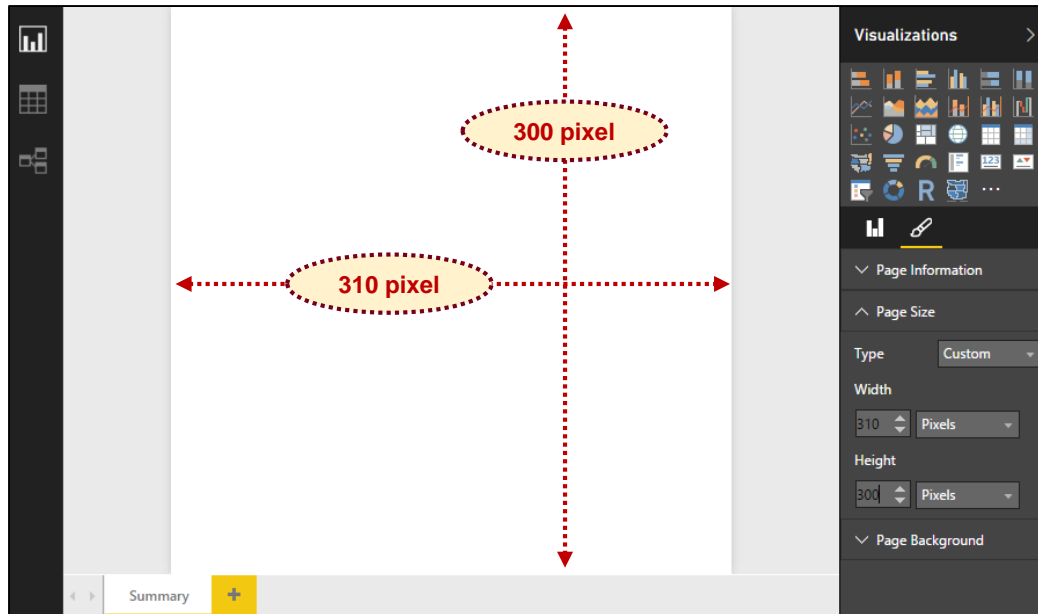 Visualizations
300 pixel
310 pixel
123
R
Page Information
Page Size
Type Custom
Width
310 Pixels
Height
300 Pixels
Page Background
Summary